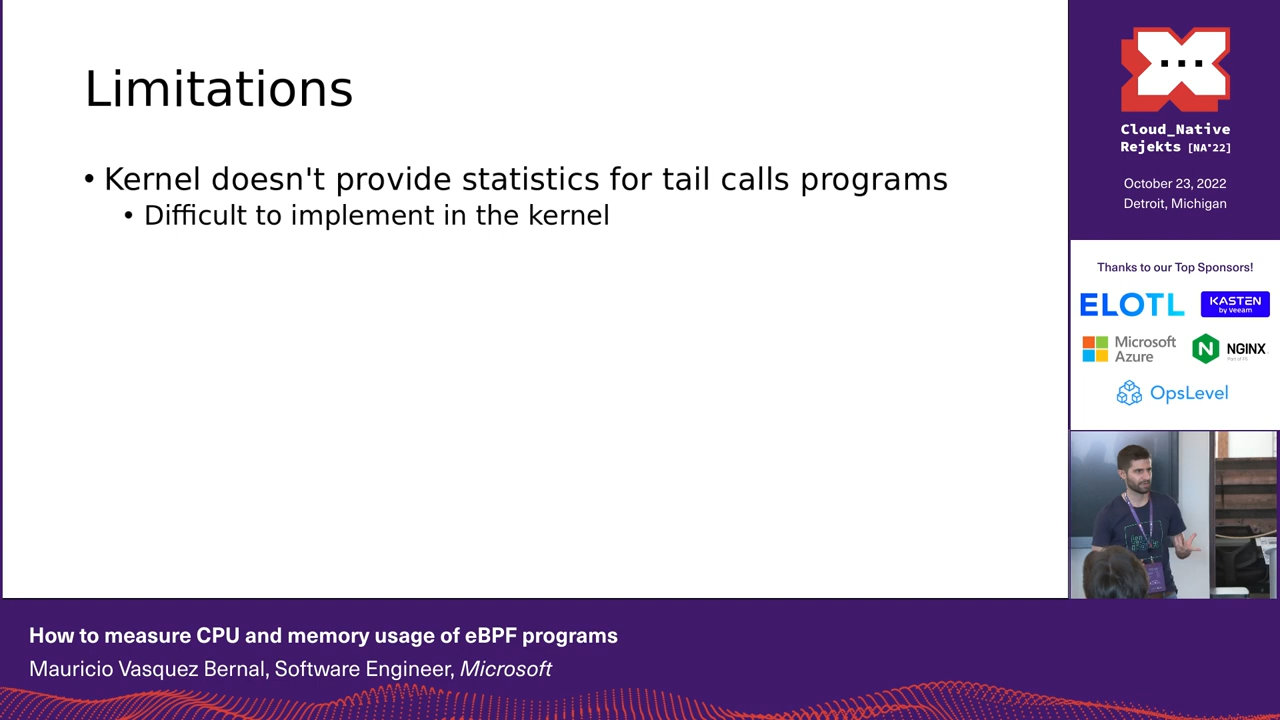 Limitations
• Kernel doesn't provide statistics for tail calls programs
• Difficult to implement in the kernel
Cloud_Native
Rejekts [NA'22]
October 23, 2022
Detroit, Michigan
Thanks to our Top Sponsors!
ELOTL
KASTEN
by Veeam
Microsoft
Azure
N NGINX
OpsLevel
How to measure CPU and memory usage of eBPF programs
Mauricio Vasquez Bernal, Software Engineer, Microsoft